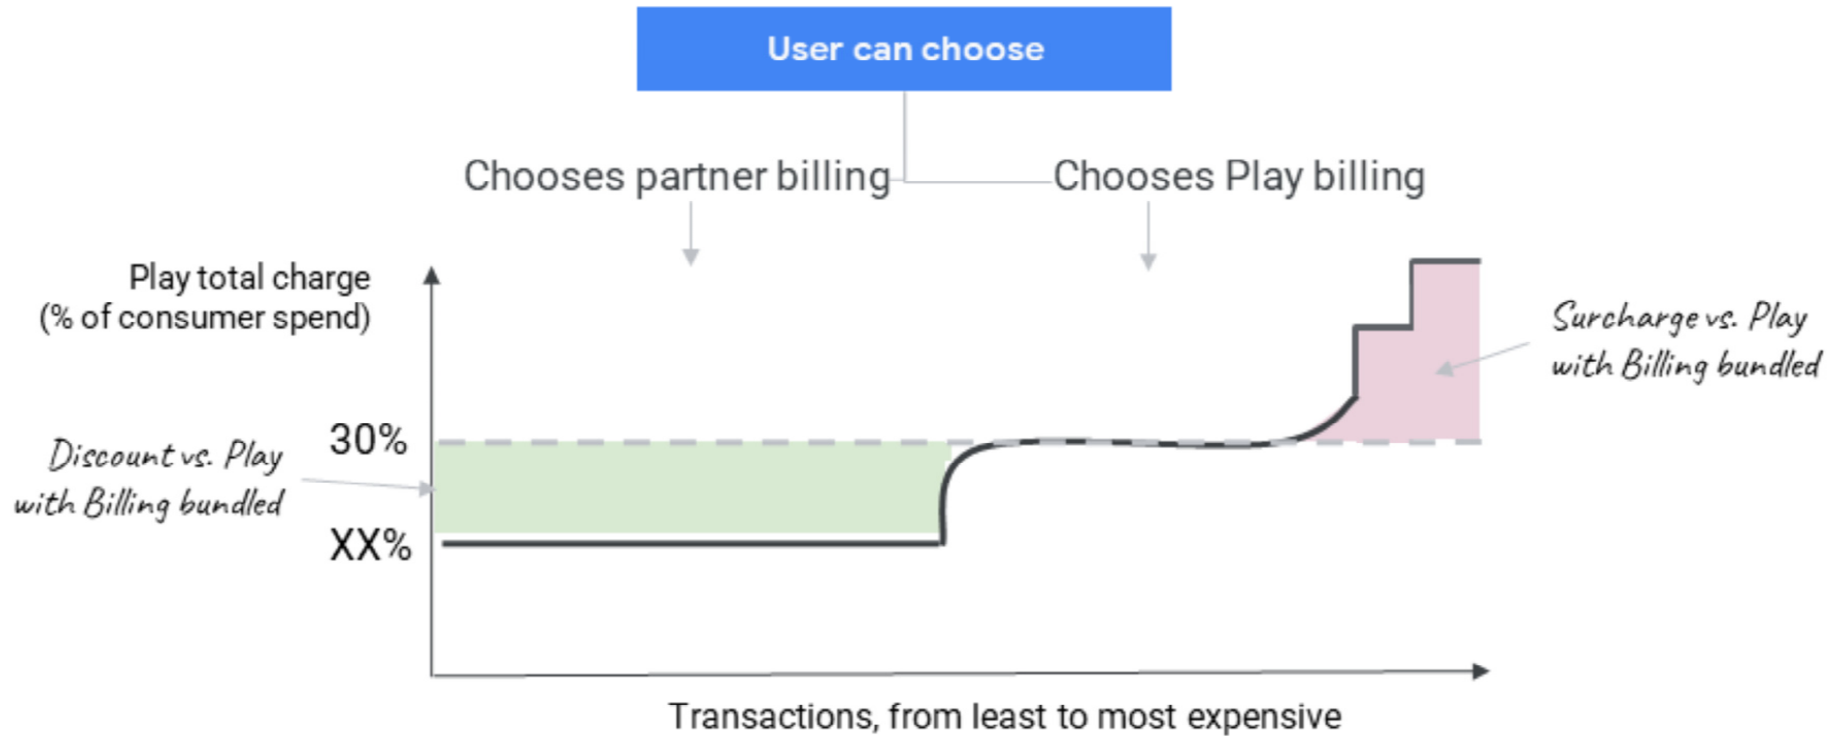 User can choose
Chooses partner billing
Chooses Play billing
Play total charge
(% of consumer spend)
Surcharge vs. Play
with Billing bundled
30%
Discount vs. Play
with Billing bundled
XX%
Transactions, from least to most expensive